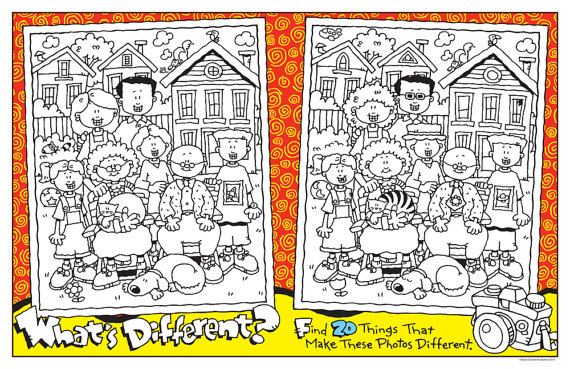 What's Different?
Find 20 Things That
Make These Photos Different.